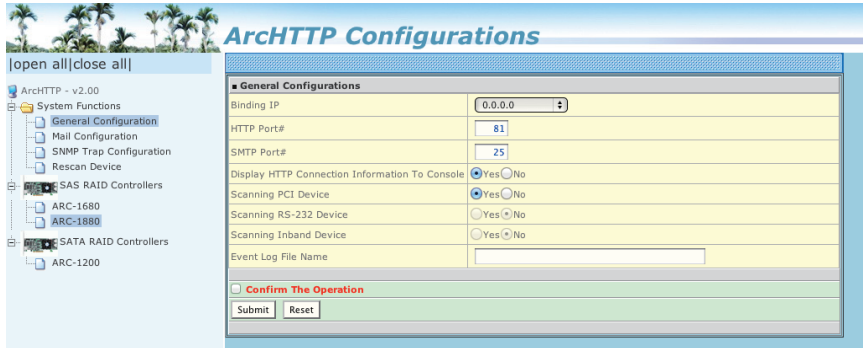 ArcHTTP Configurations
|open all|close all|
ArcHTTP - v2.00
System Functions
General Configuration
Mail Configuration
SNMP Trap Configuration
Rescan Device
SAS RAID Controllers
ARC-1680
ARC-1880
SATA RAID Controllers
ARC-1200
General Configurations
Binding IP 0.0.0.0
HTTP Port# 81
SMTP Port# 25
Display HTTP Connection Information To Console Yes No
Scanning PCI Device Yes No
Scanning RS-232 Device Yes No
Scanning Inband Device Yes No
Event Log File Name
Confirm The Operation
Submit Reset